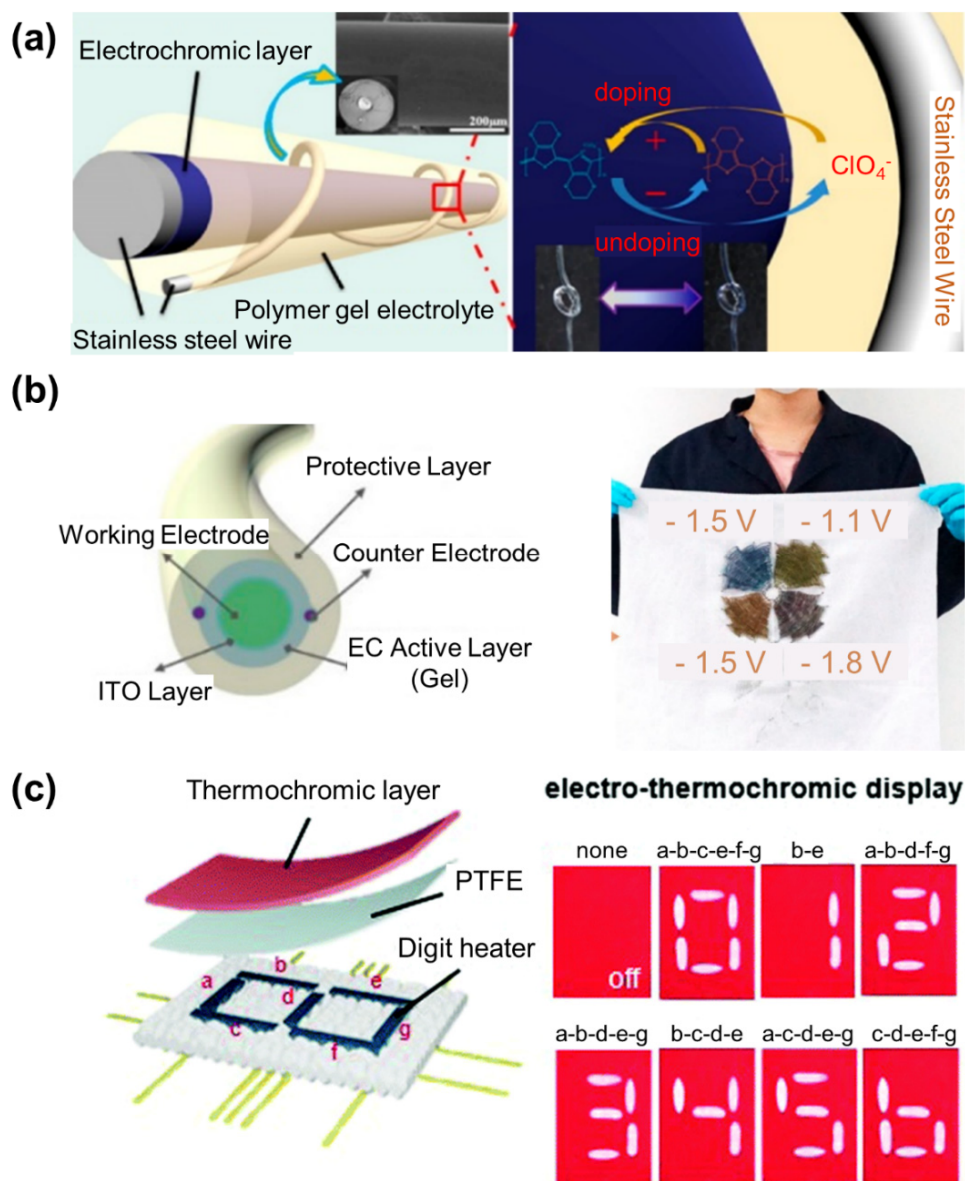 (a)
Electrochromic layer
200μm
Polymer gel electrolyte
Stainless steel wire
doping
+
ClO₄⁻
−
undoping
Stainless Steel Wire
(b)
Protective Layer
Working Electrode
Counter Electrode
EC Active Layer
(Gel)
ITO Layer
- 1.5 V
- 1.1 V
- 1.5 V
- 1.8 V
(c)
Thermochromic layer
PTFE
Digit heater
a
b
c
d
e
f
g
electro-thermochromic display
none
a-b-c-e-f-g
b-e
a-b-d-f-g
off
a-b-d-e-g
b-c-d-e
a-c-d-e-g
c-d-e-f-g